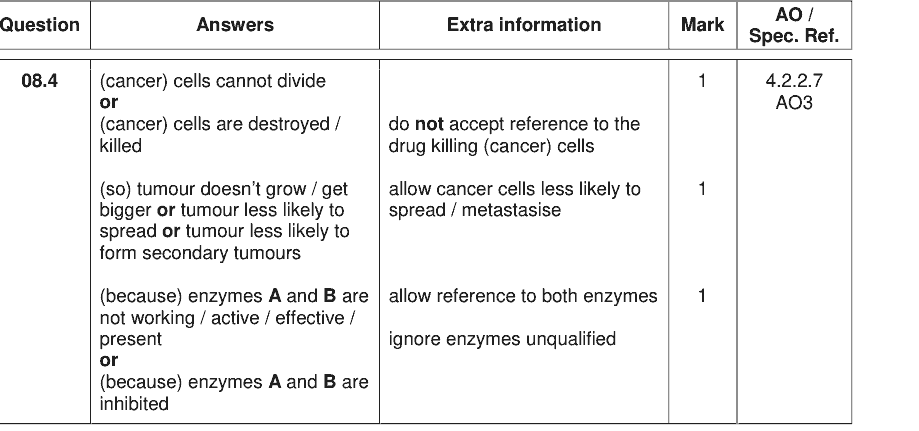 Question Answers Extra information Mark AO /
Spec. Ref.
08.4 (cancer) cells cannot divide 1 4.2.2.7
or AO3
(cancer) cells are destroyed / do not accept reference to the
killed drug killing (cancer) cells
(so) tumour doesn't grow / get allow cancer cells less likely to 1
bigger or tumour less likely to spread / metastasise
spread or tumour less likely to
form secondary tumours
(because) enzymes A and B are allow reference to both enzymes 1
not working / active / effective /
present ignore enzymes unqualified
or
(because) enzymes A and B are
inhibited